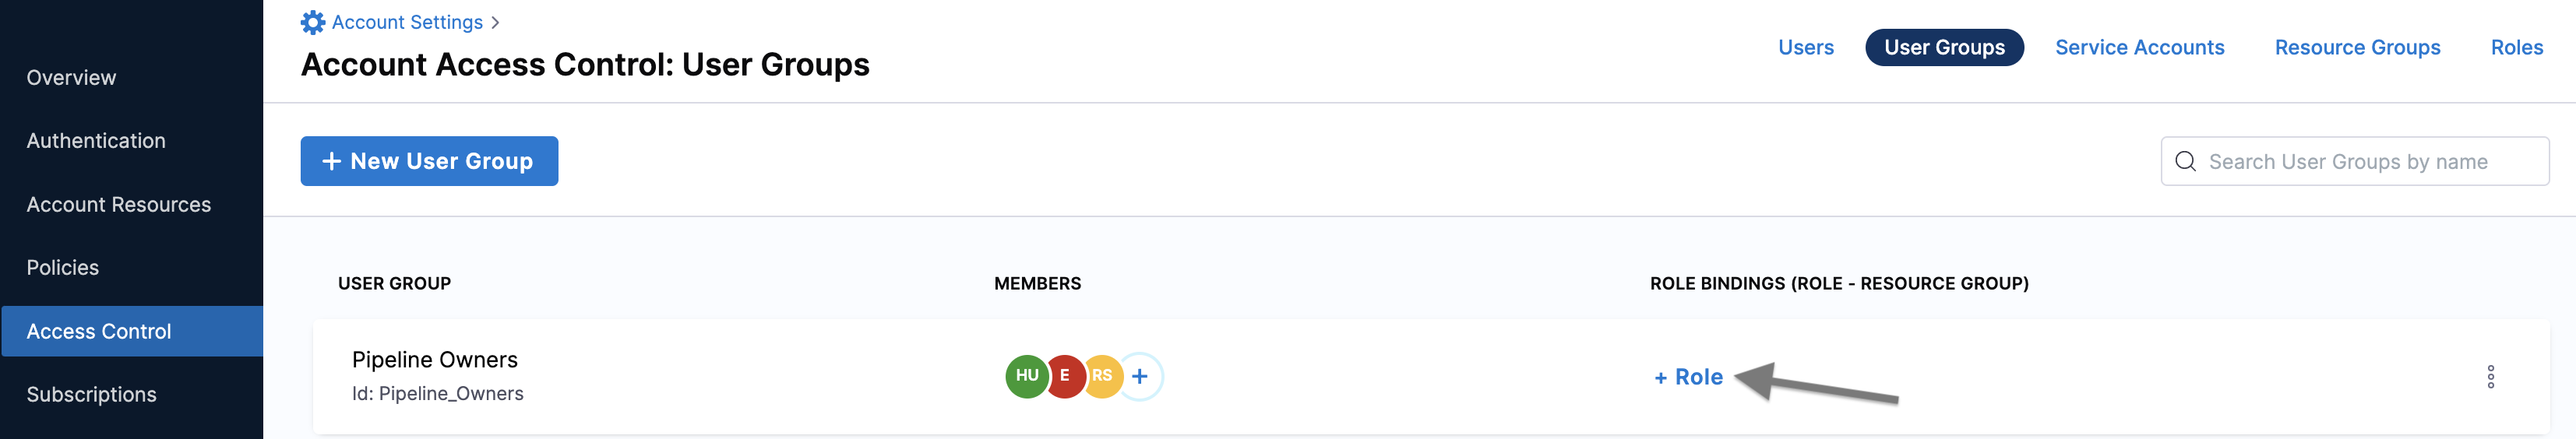 Overview
Authentication
Account Resources
Policies
Access Control
Subscriptions
Account Settings >
Account Access Control: User Groups
Users User Groups Service Accounts Resource Groups Roles
+ New User Group
Search User Groups by name
USER GROUP MEMBERS ROLE BINDINGS (ROLE - RESOURCE GROUP)
Pipeline Owners
Id: Pipeline_Owners
HU E RS +
+ Role